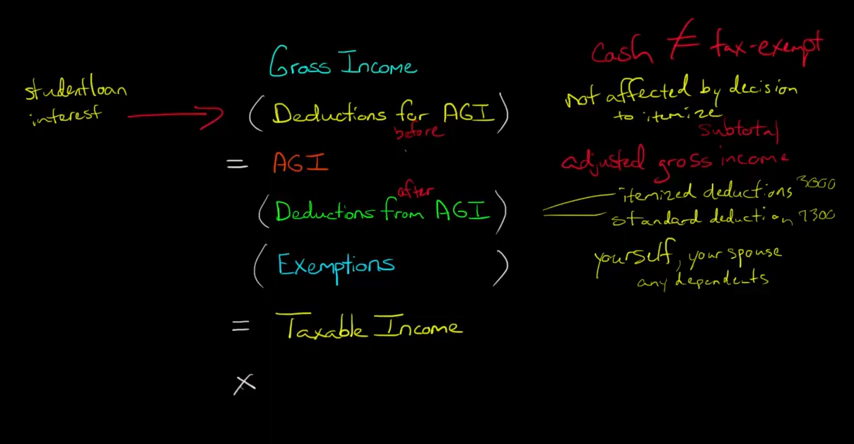 cash ≠ tax-exempt
Gross Income
student loan
interest
(Deductions for AGI)
before
not affected by decision
to itemize
subtotal
= AGI
adjusted gross income
after
(Deductions from AGI)
itemized deductions 3000
standard deduction 7300
(Exemptions)
yourself, your spouse
any dependents
= Taxable Income
×